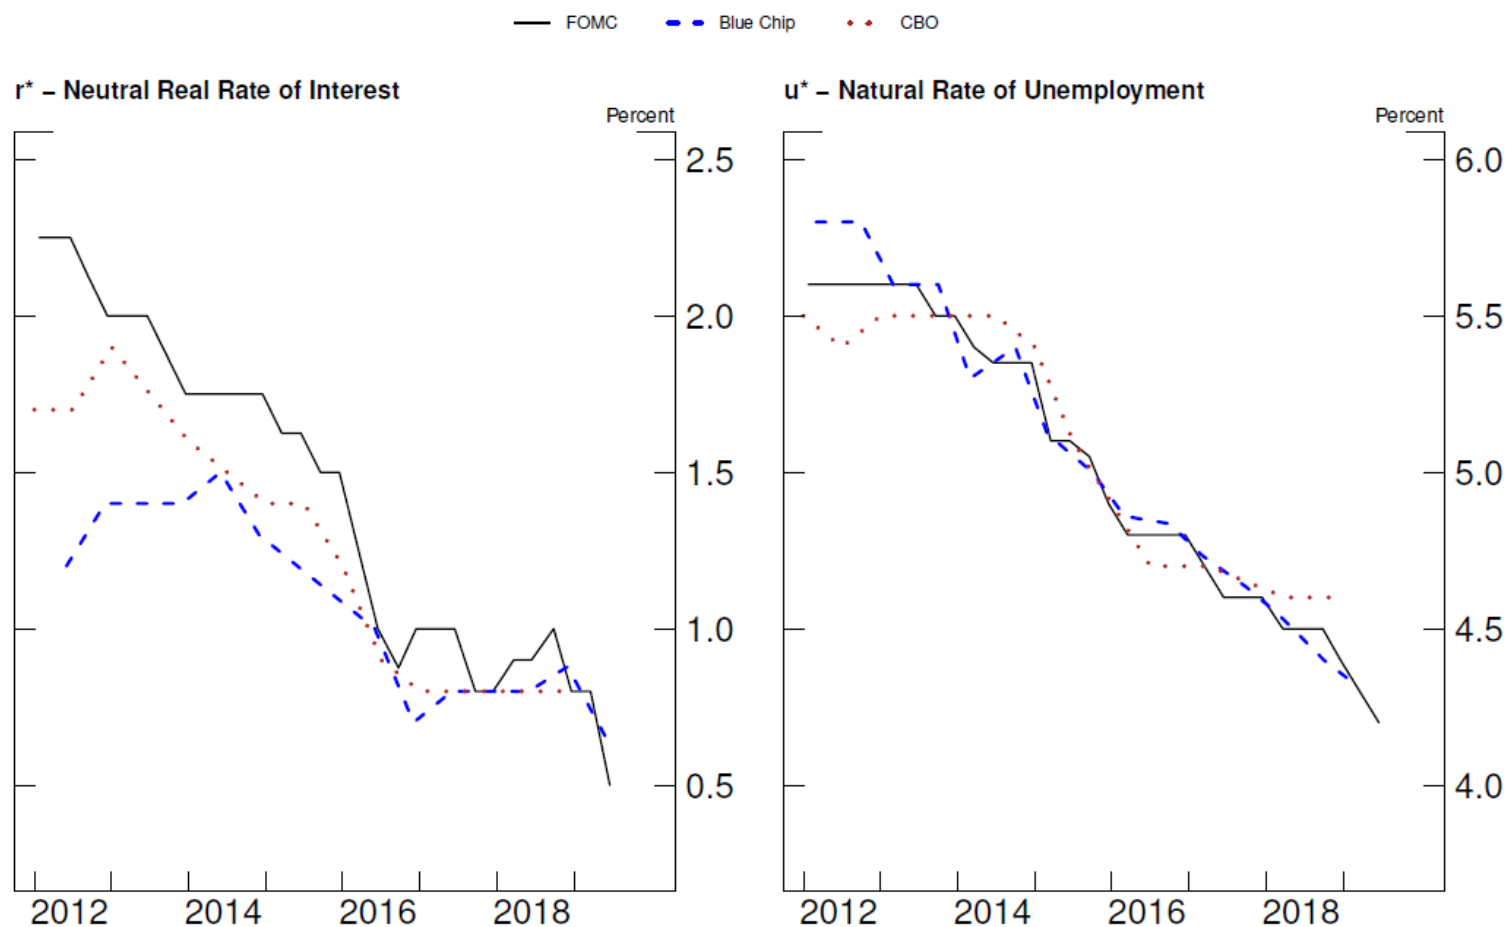 FOMC Blue Chip CBO
r* – Neutral Real Rate of Interest
Percent
2.5
2.0
1.5
1.0
0.5
2012 2014 2016 2018
u* – Natural Rate of Unemployment
Percent
6.0
5.5
5.0
4.5
4.0
2012 2014 2016 2018